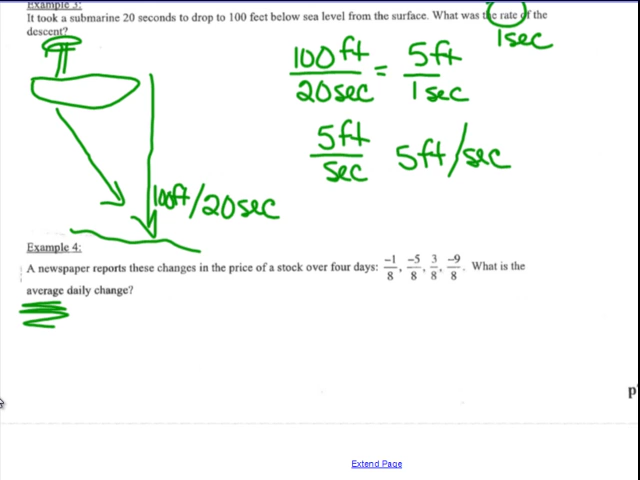 Example 3:
It took a submarine 20 seconds to drop to 100 feet below sea level from the surface. What was the rate of the
descent?
1sec
100ft/20sec = 5ft/1sec
5ft/sec 5ft/sec
100ft/20sec
Example 4:
A newspaper reports these changes in the price of a stock over four days: -1/8, -5/8, 3/8, -9/8. What is the
average daily change?
p
Extend Page